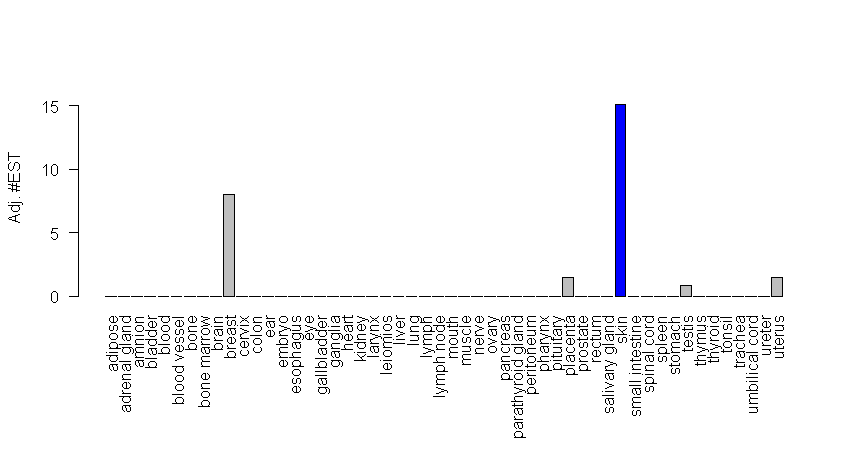 Adj. #EST
15
10
5
0
adipose
adrenal gland
amnion
bladder
blood
blood vessel
bone
bone marrow
brain
breast
cervix
colon
ear
embryo
esophagus
eye
gallbladder
ganglia
heart
kidney
larynx
leiomios
liver
lung
lymph
lymph node
mouth
muscle
nerve
ovary
pancreas
parathyroid gland
peritoneum
pharynx
pituitary
placenta
prostate
rectum
salivary gland
skin
small intestine
spinal cord
spleen
stomach
testis
thymus
thyroid
tonsil
trachea
umbilical cord
ureter
uterus